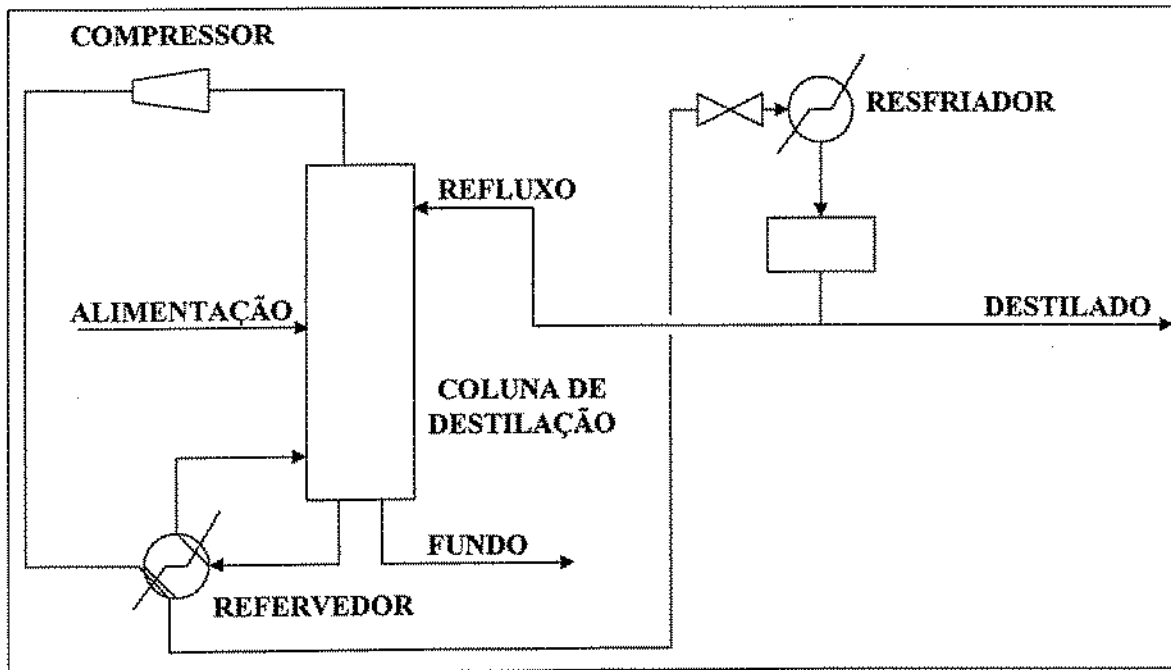 COMPRESSOR
RESFRIADOR
REFLUXO
ALIMENTAÇÃO
DESTILADO
COLUNA DE
DESTILAÇÃO
FUNDO
REFERVEDOR